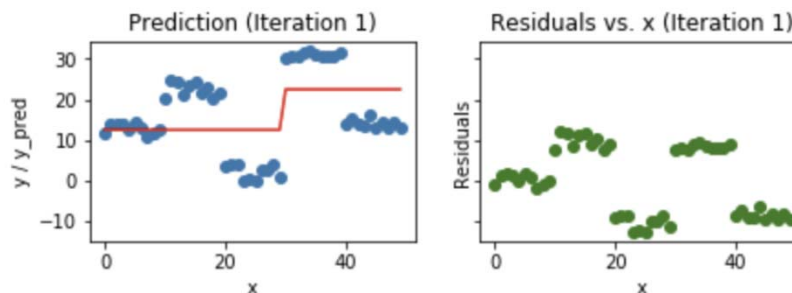 Prediction (Iteration 1)
y / y_pred
30
20
10
0
−10
0
20
40
x
Residuals vs. x (Iteration 1)
Residuals
0
20
40
x